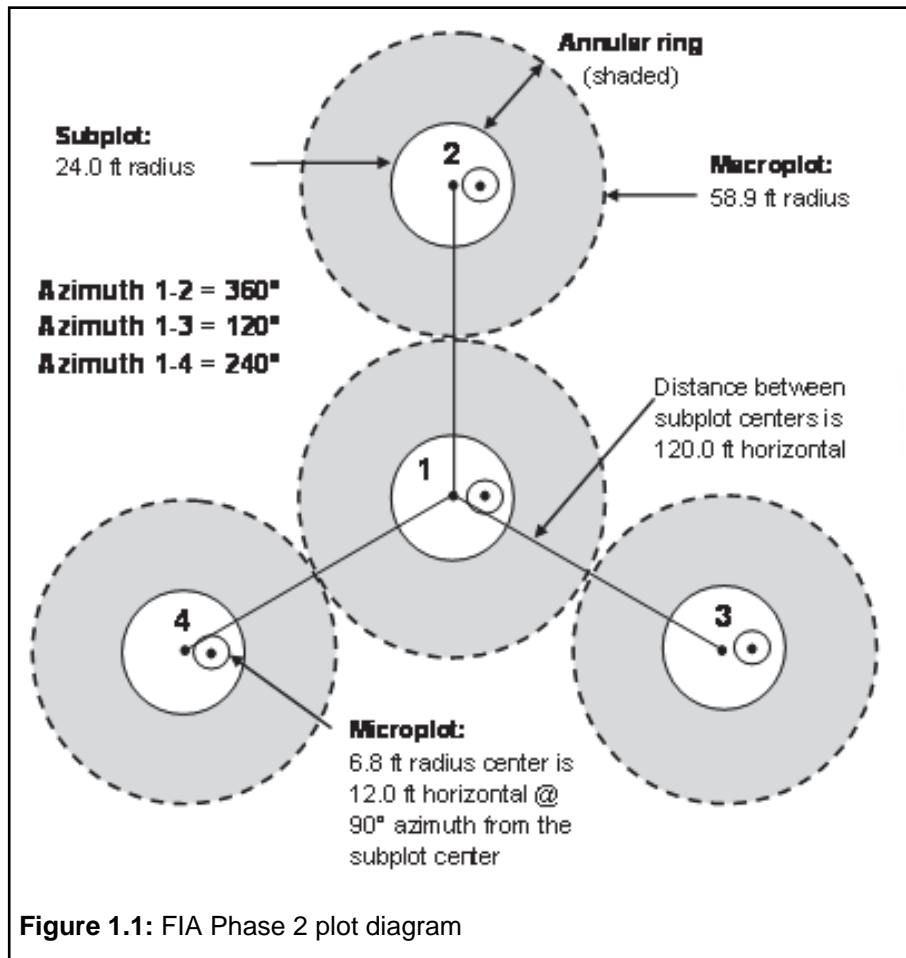 Annular ring
(shaded)
Subplot:
24.0 ft radius
2
Macroplot:
58.9 ft radius
Azimuth 1-2 = 360°
Azimuth 1-3 = 120°
Azimuth 1-4 = 240°
Distance between
subplot centers is
120.0 ft horizontal
1
4
3
Microplot:
6.8 ft radius center is
12.0 ft horizontal @
90° azimuth from the
subplot center
Figure 1.1: FIA Phase 2 plot diagram